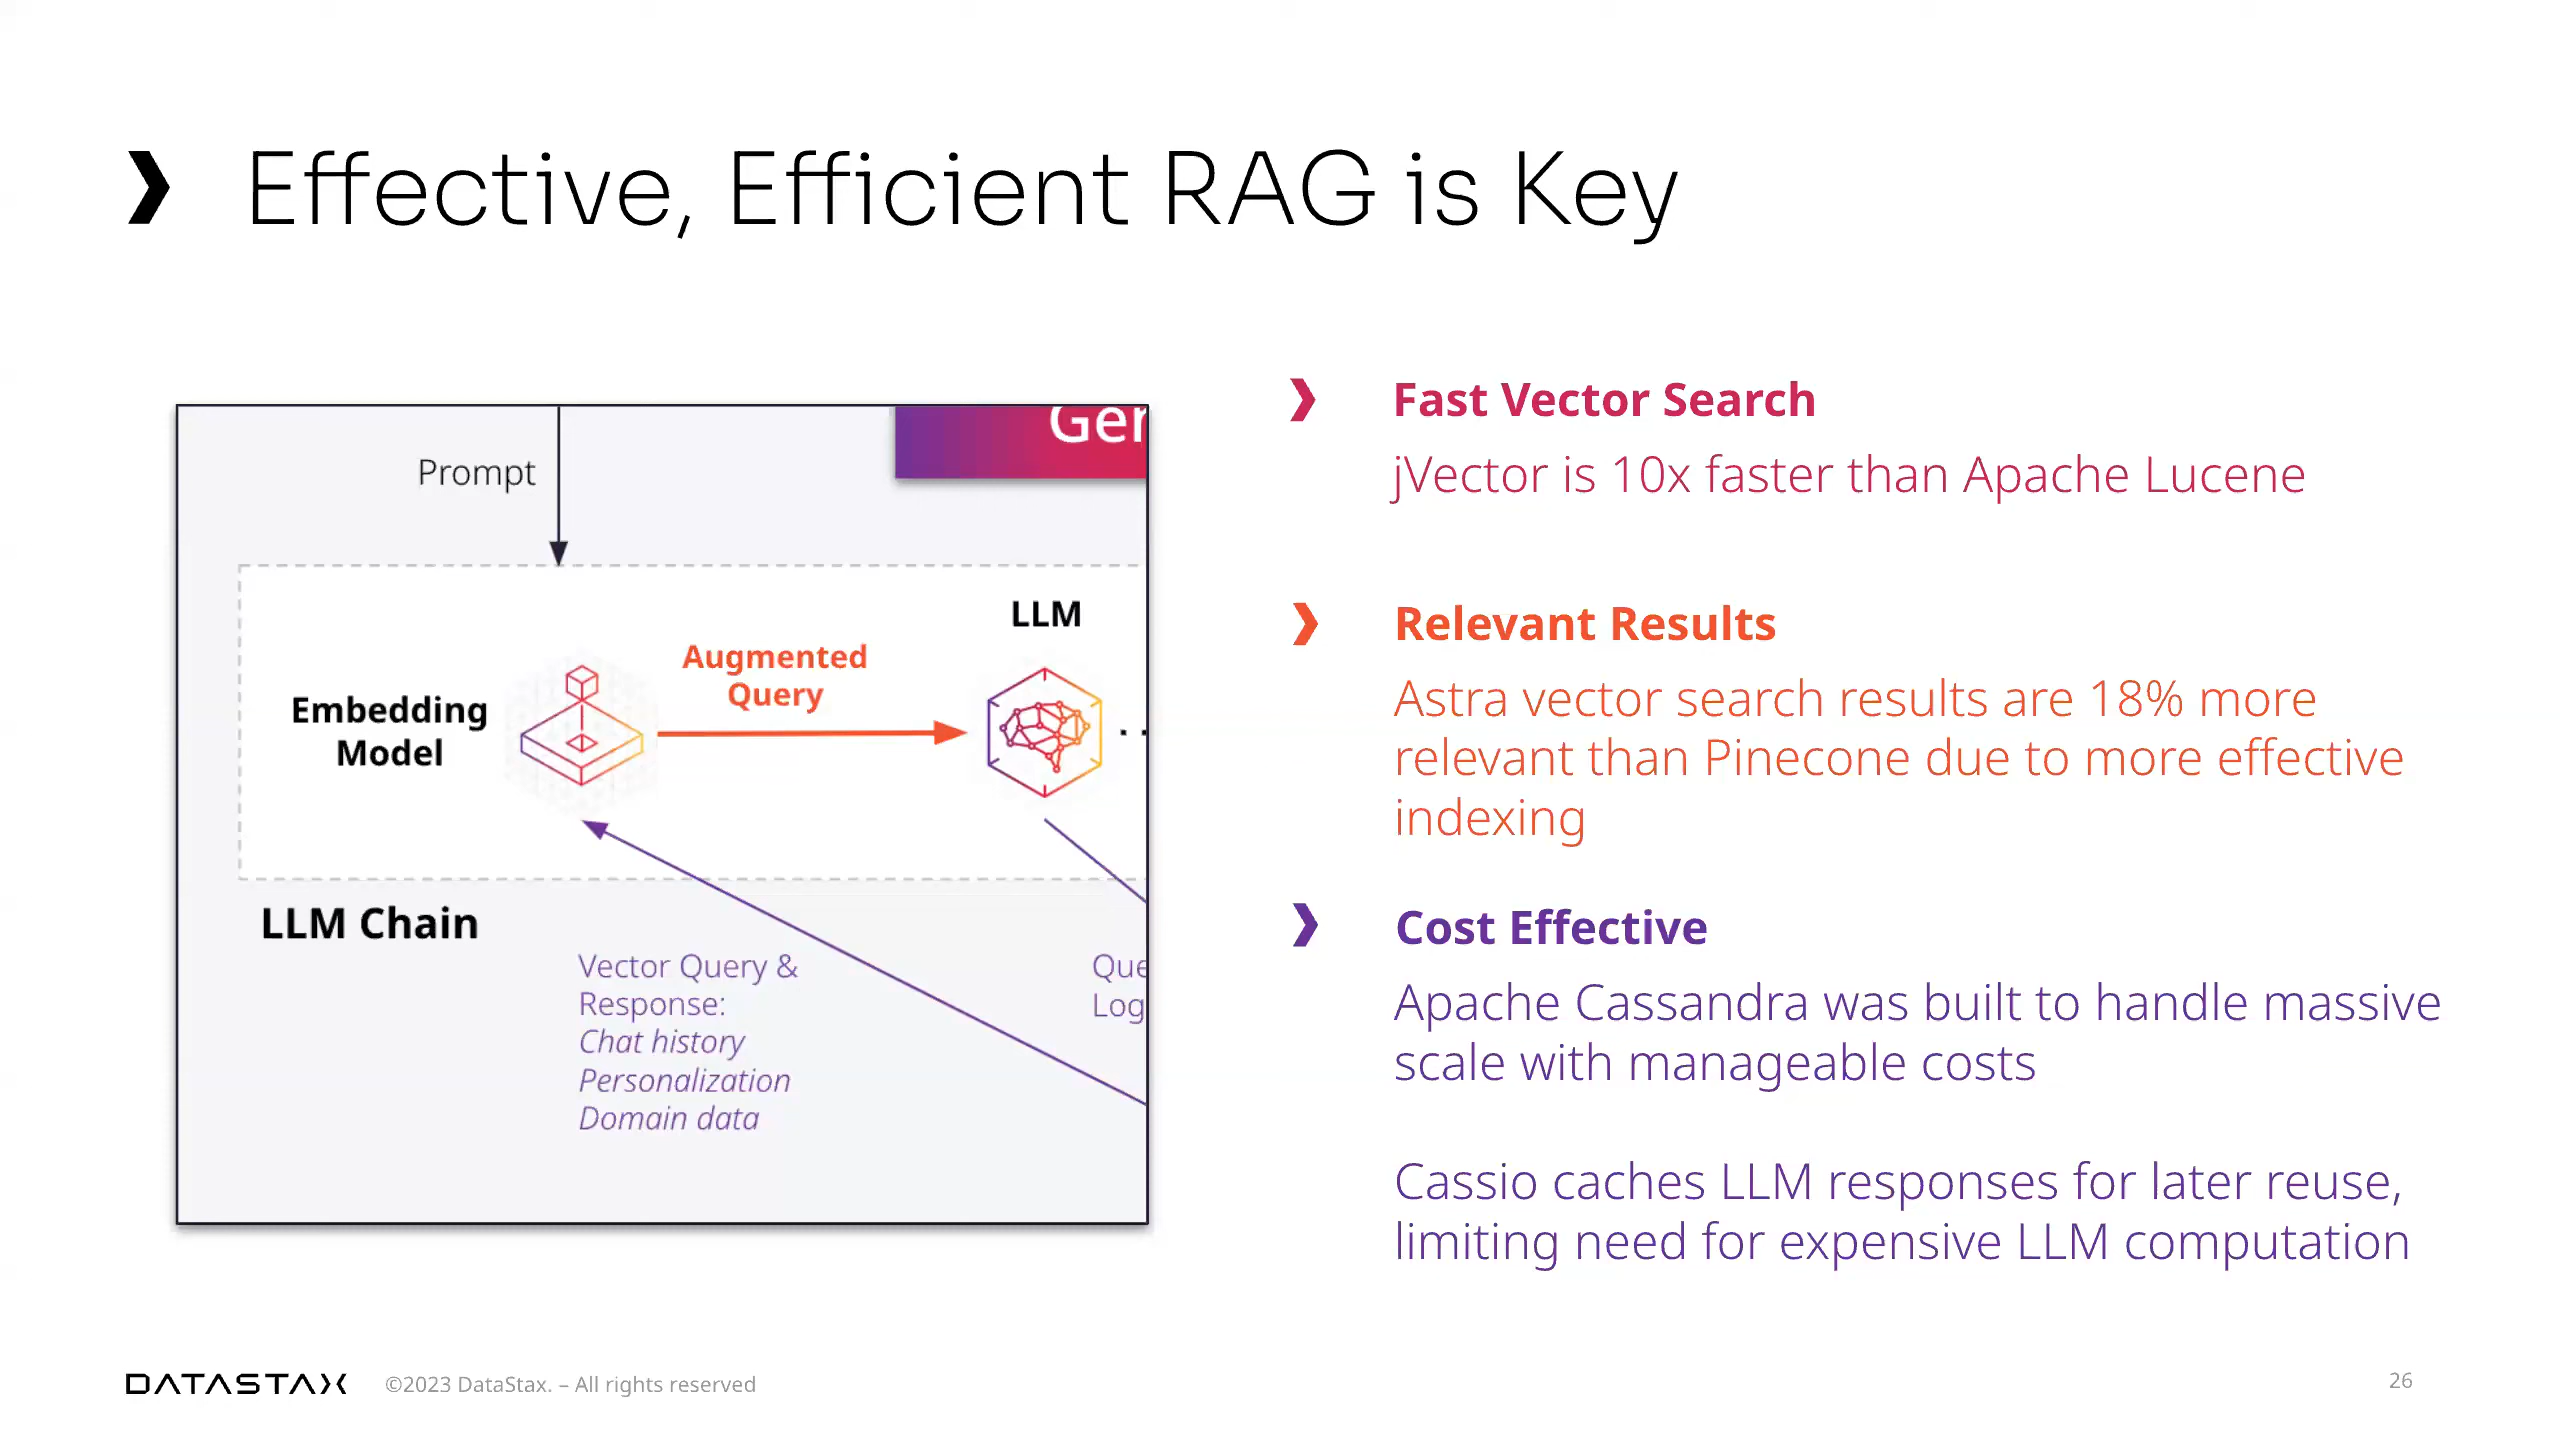 Effective, Efficient RAG is Key
Prompt
LLM
Augmented
Query
Embedding
Model
LLM Chain
Vector Query &
Response:
Chat history
Personalization
Domain data
Fast Vector Search
jVector is 10x faster than Apache Lucene
Relevant Results
Astra vector search results are 18% more
relevant than Pinecone due to more effective
indexing
Cost Effective
Apache Cassandra was built to handle massive
scale with manageable costs
Cassio caches LLM responses for later reuse,
limiting need for expensive LLM computation
DATASTAX
©2023 DataStax. – All rights reserved
26